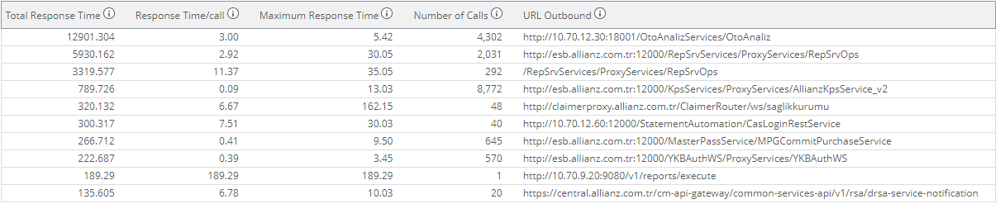 Total Response Time Response Time/call Maximum Response Time Number of Calls URL Outbound
12901.304 3.00 5.42 4,302 http://10.70.12.30:18001/OtoAnalizServices/OtoAnaliz
5930.162 2.92 30.05 2,031 http://esb.allianz.com.tr:12000/RepSrvServices/ProxyServices/RepSrvOps
3319.577 11.37 35.05 292 /RepSrvServices/ProxyServices/RepSrvOps
789.726 0.09 13.03 8,772 http://esb.allianz.com.tr:12000/KpsServices/ProxyServices/AllianzKpsService_v2
320.132 6.67 162.15 48 http://claimerproxy.allianz.com.tr/ClaimerRouter/ws/saglikkurumu
300.317 7.51 30.03 40 http://10.70.12.60:12000/StatementAutomation/CasLoginRestService
266.712 0.41 9.50 645 http://esb.allianz.com.tr:12000/MasterPassService/MPGCommitPurchaseService
222.687 0.39 3.45 570 http://esb.allianz.com.tr:12000/YKBAuthWS/ProxyServices/YKBAuthWS
189.29 189.29 189.29 1 http://10.70.9.20:9080/v1/reports/execute
135.605 6.78 10.03 20 https://central.allianz.com.tr/cm-api-gateway/common-services-api/v1/rsa/drsa-service-notification